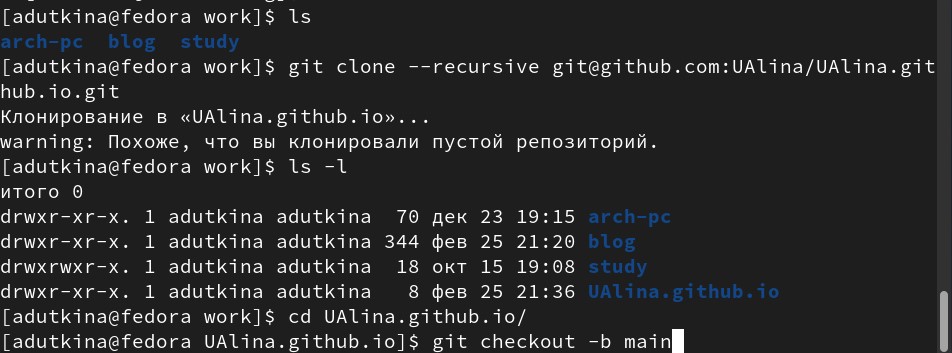 [adutkina@fedora work]$ ls
arch-pc  blog  study
[adutkina@fedora work]$ git clone --recursive git@github.com:UAlina/UAlina.git
hub.io.git
Клонирование в «UAlina.github.io»...
warning: Похоже, что вы клонировали пустой репозиторий.
[adutkina@fedora work]$ ls -l
итого 0
drwxr-xr-x. 1 adutkina adutkina  70 дек 23 19:15 arch-pc
drwxr-xr-x. 1 adutkina adutkina 344 фев 25 21:20 blog
drwxrwxr-x. 1 adutkina adutkina  18 окт 15 19:08 study
drwxr-xr-x. 1 adutkina adutkina   8 фев 25 21:36 UAlina.github.io
[adutkina@fedora work]$ cd UAlina.github.io/
[adutkina@fedora UAlina.github.io]$ git checkout -b main